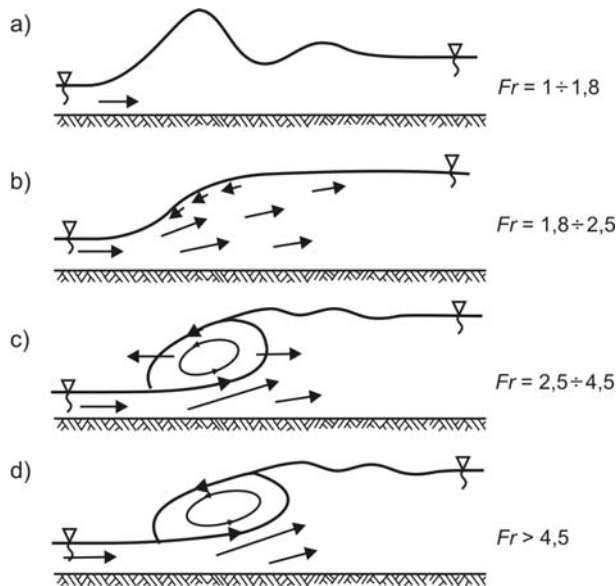 a)
Fr = 1÷1,8
b)
Fr = 1,8÷2,5
c)
Fr = 2,5÷4,5
d)
Fr > 4,5